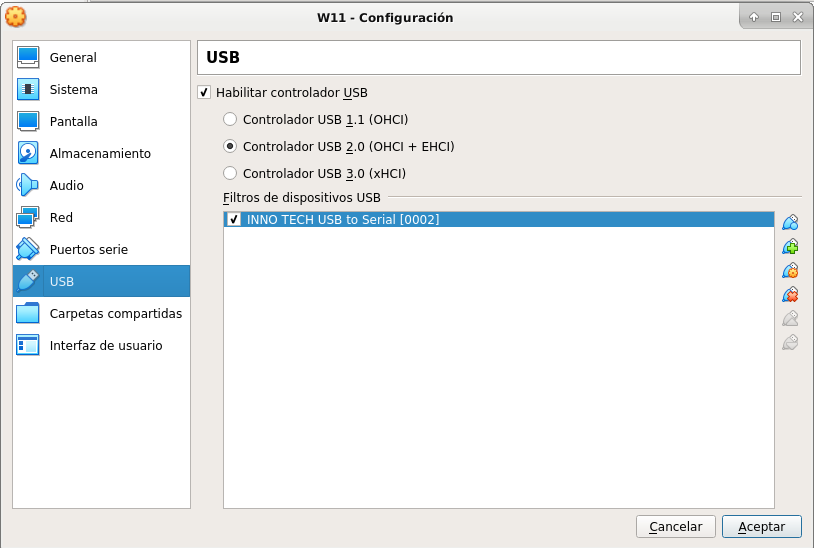 W11 - Configuración
General
Sistema
Pantalla
Almacenamiento
Audio
Red
Puertos serie
USB
Carpetas compartidas
Interfaz de usuario
USB
Habilitar controlador USB
Controlador USB 1.1 (OHCI)
Controlador USB 2.0 (OHCI + EHCI)
Controlador USB 3.0 (xHCI)
Filtros de dispositivos USB
INNO TECH USB to Serial [0002]
Cancelar
Aceptar